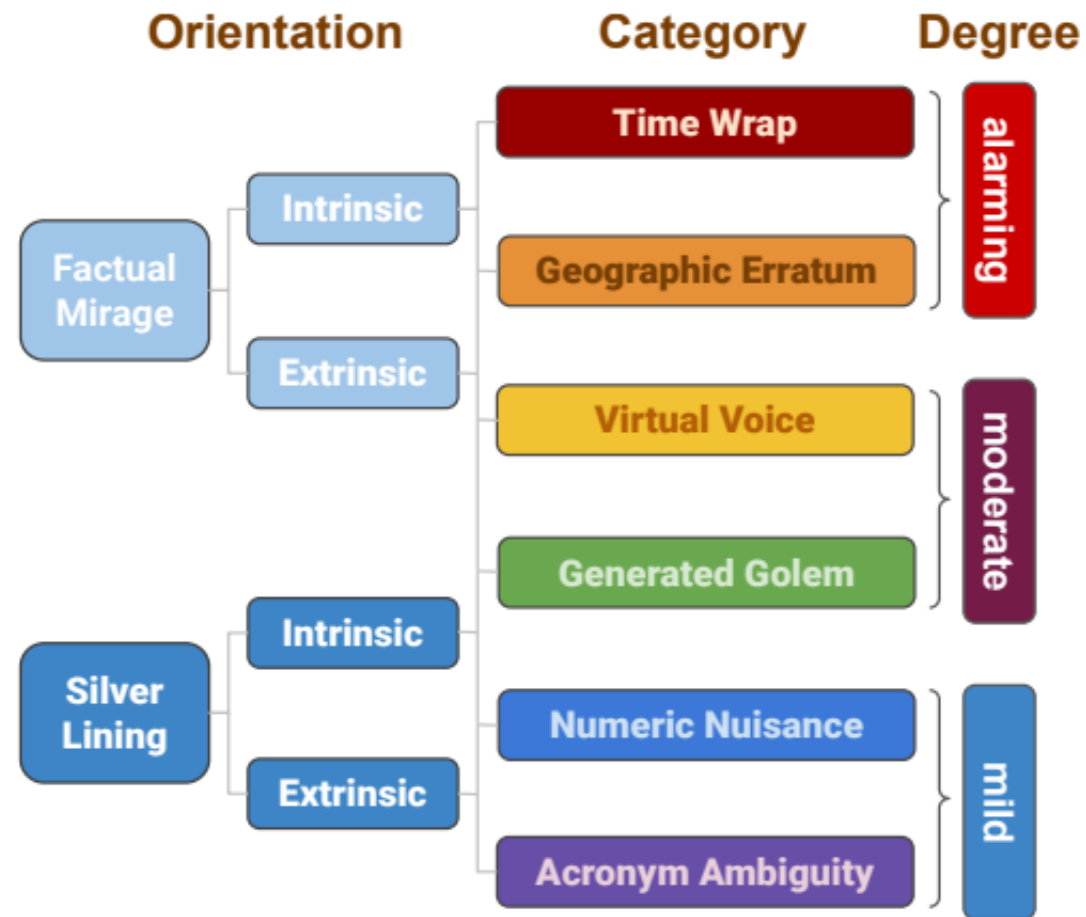 Orientation Category Degree
Factual
Mirage
Intrinsic
Extrinsic
Silver
Lining
Intrinsic
Extrinsic
Time Wrap
Geographic Erratum
Virtual Voice
Generated Golem
Numeric Nuisance
Acronym Ambiguity
alarming
moderate
mild